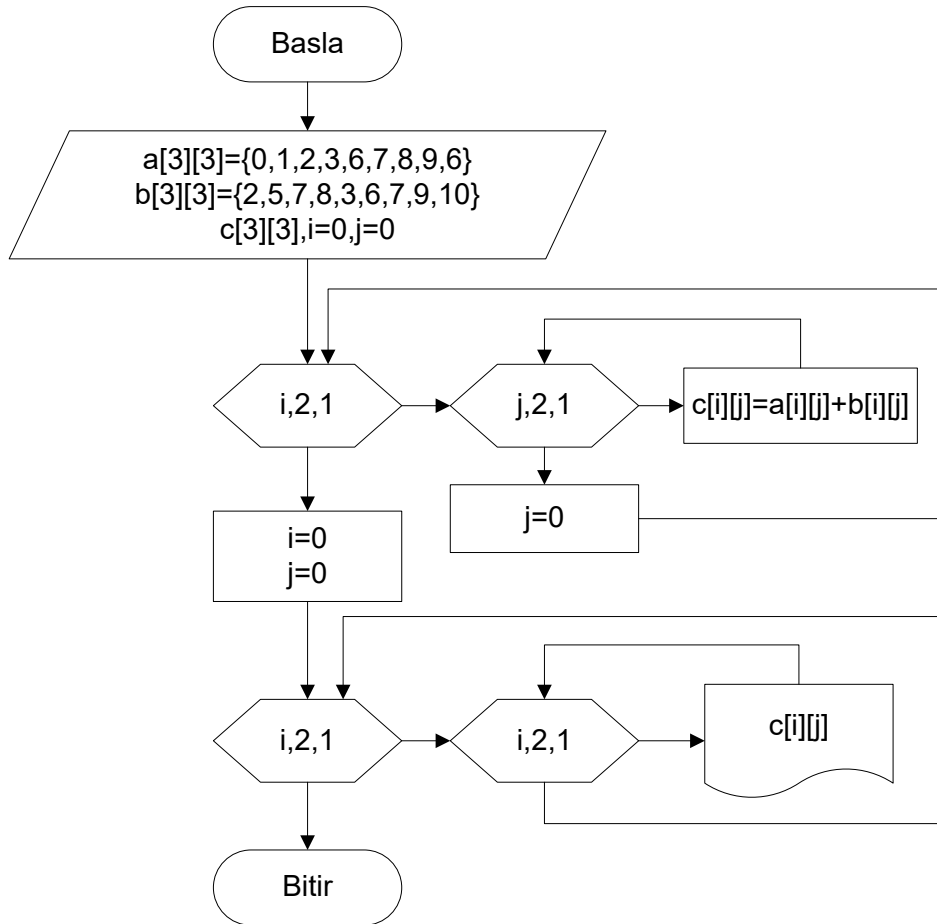 Basla
a[3][3]={0,1,2,3,6,7,8,9,6}
b[3][3]={2,5,7,8,3,6,7,9,10}
c[3][3],i=0,j=0
i,2,1
j,2,1
c[i][j]=a[i][j]+b[i][j]
j=0
i=0
j=0
i,2,1
i,2,1
c[i][j]
Bitir